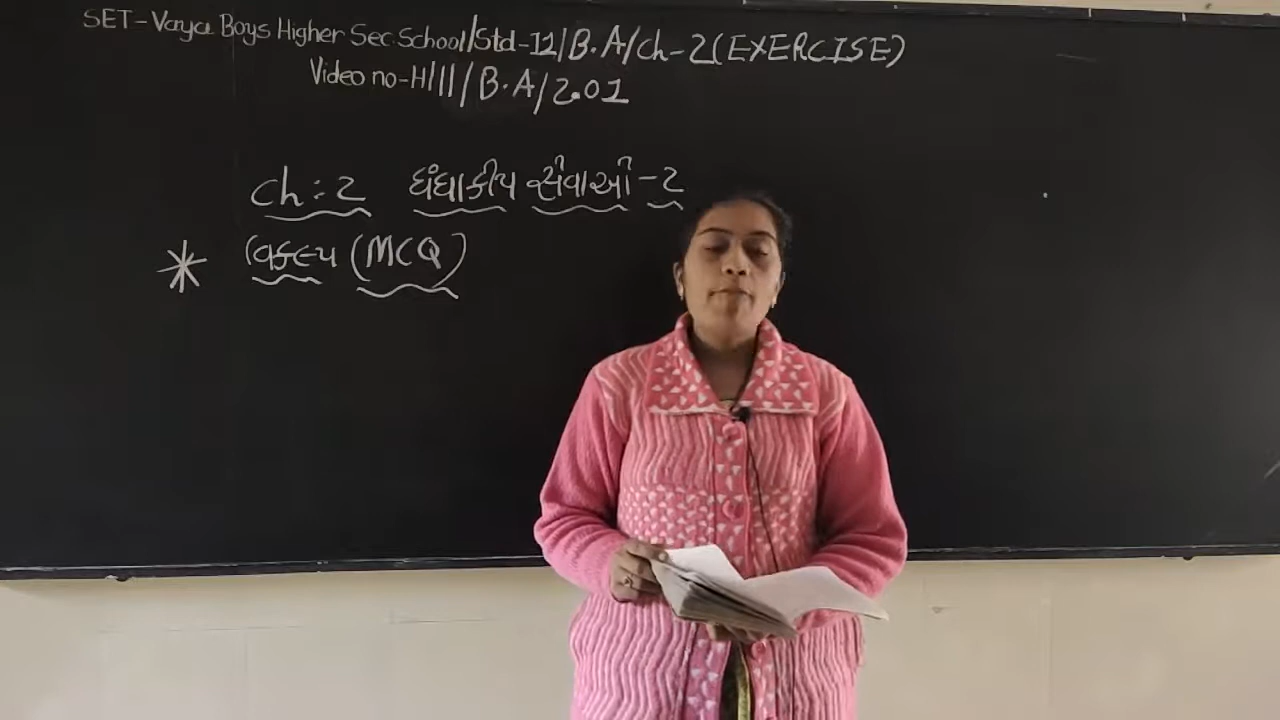 SET-Vaya Boys Higher Sec.School/Std-11/B.A/Ch-2(EXERCISE)
Video no-H/11/B.A/2.01
Ch:2 ધંધાકીય સેવાઓ-2
* વિકલ્પ (MCQ)